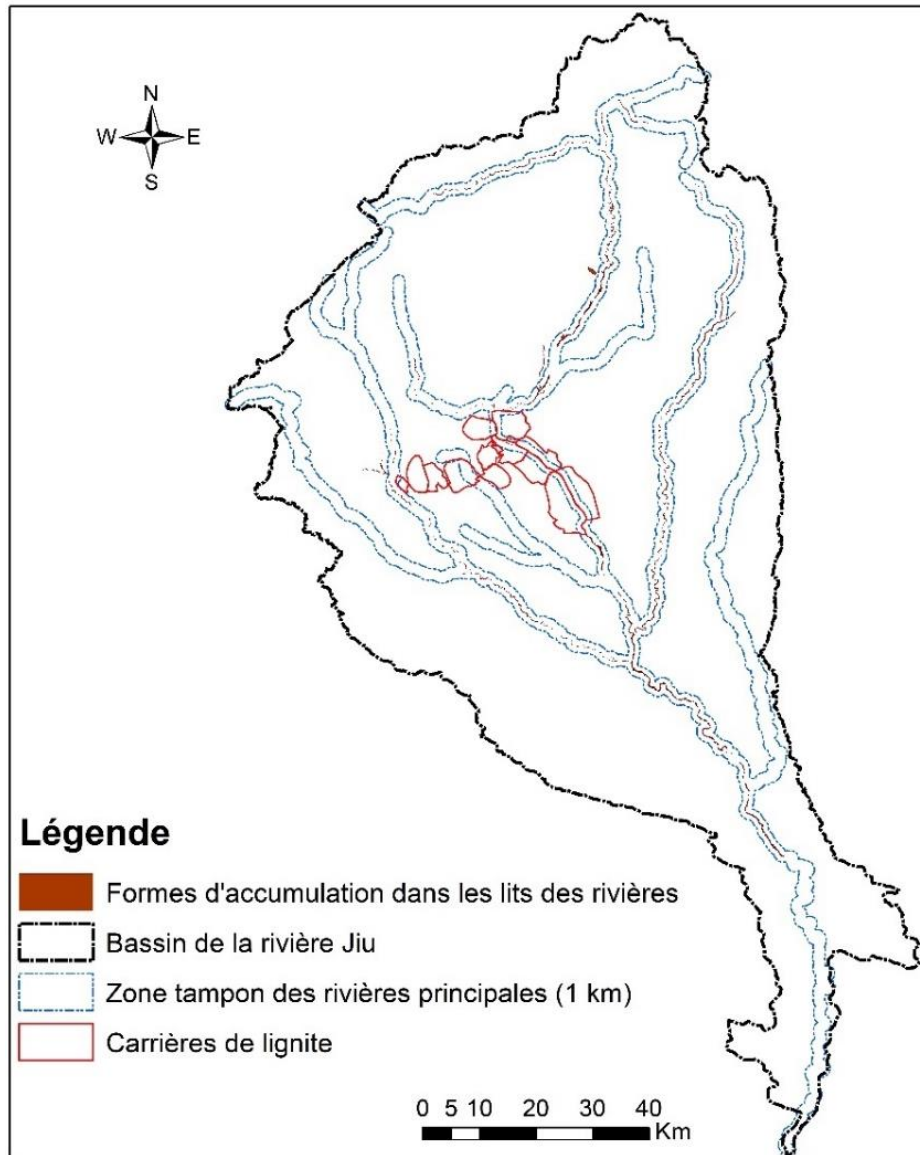 N
W E
S
Légende
Formes d'accumulation dans les lits des rivières
Bassin de la rivière Jiu
Zone tampon des rivières principales (1 km)
Carrières de lignite
0 5 10 20 30 40
Km